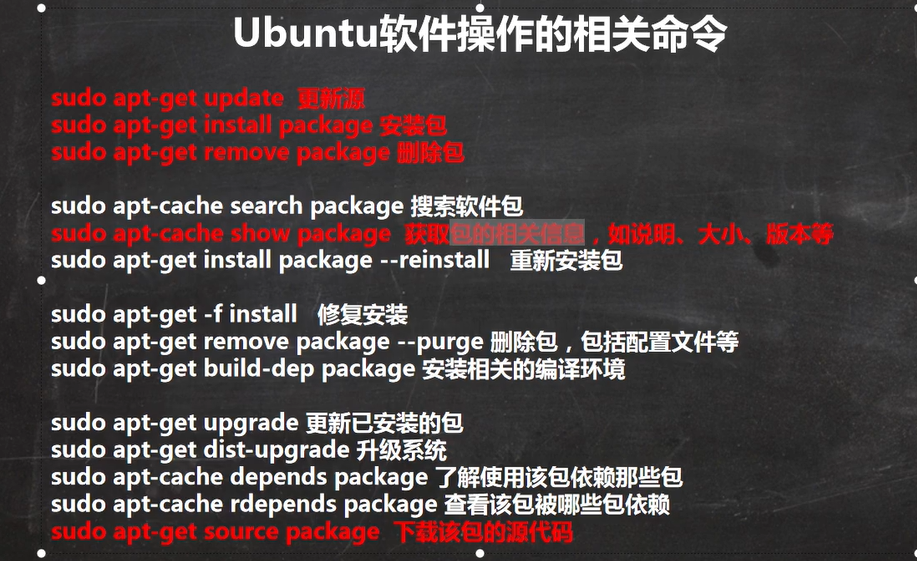 Ubuntu软件操作的相关命令
sudo apt-get update 更新源
sudo apt-get install package 安装包
sudo apt-get remove package 删除包
sudo apt-cache search package 搜索软件包
sudo apt-cache show package 获取包的相关信息，如说明、大小、版本等
sudo apt-get install package --reinstall 重新安装包
sudo apt-get -f install 修复安装
sudo apt-get remove package --purge 删除包，包括配置文件等
sudo apt-get build-dep package 安装相关的编译环境
sudo apt-get upgrade 更新已安装的包
sudo apt-get dist-upgrade 升级系统
sudo apt-cache depends package 了解使用该包依赖那些包
sudo apt-cache rdepends package 查看该包被哪些包依赖
sudo apt-get source package 下载该包的源代码